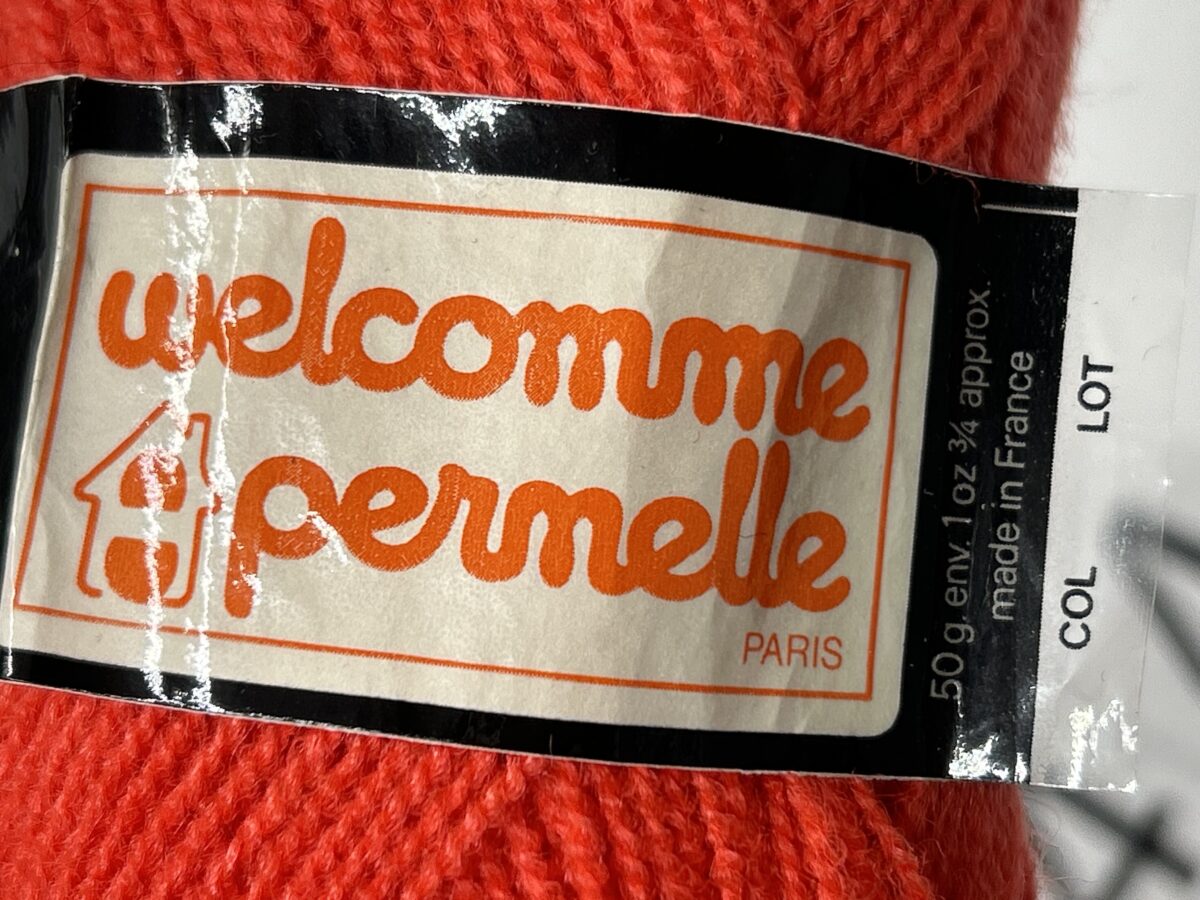 welcomme
pernelle
PARIS
50 g. env. 1 oz ¾ approx.
made in France
COL LOT